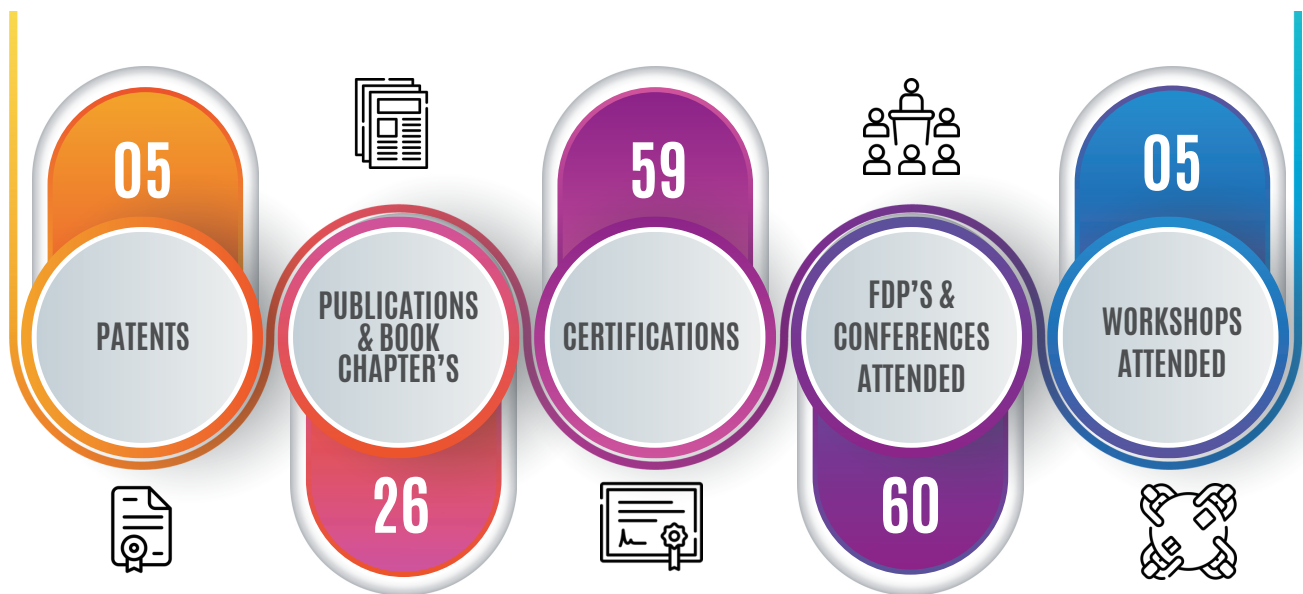 05
PATENTS
PUBLICATIONS
& BOOK
CHAPTER'S
26
59
CERTIFICATIONS
FDP'S &
CONFERENCES
ATTENDED
60
05
WORKSHOPS
ATTENDED